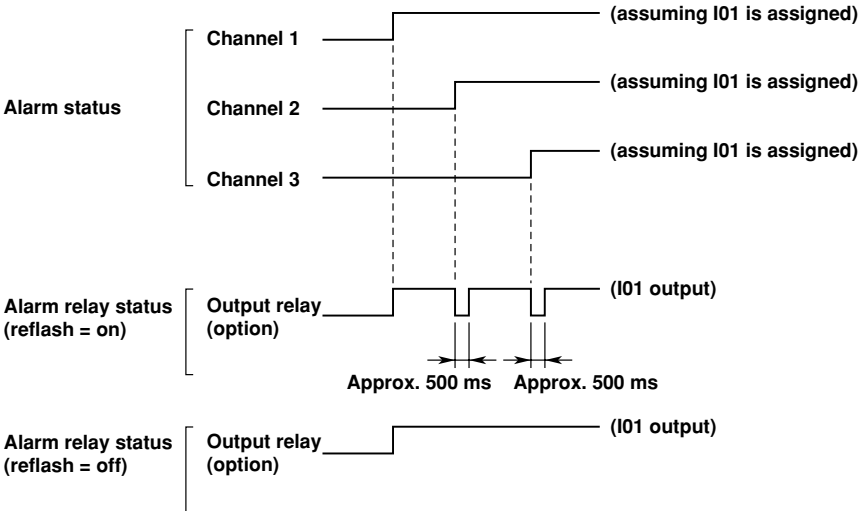 (assuming I01 is assigned)
Channel 1
(assuming I01 is assigned)
Alarm status
Channel 2
(assuming I01 is assigned)
Channel 3
Alarm relay status
(reflash = on)
Output relay
(option)
(I01 output)
Approx. 500 ms
Approx. 500 ms
Alarm relay status
(reflash = off)
Output relay
(option)
(I01 output)